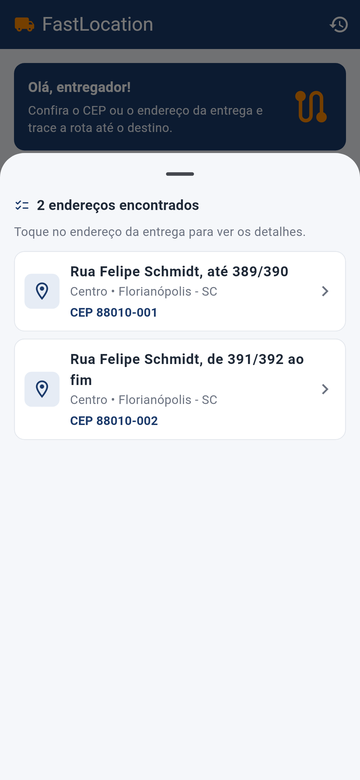 FastLocation
Olá, entregador!
Confira o CEP ou o endereço da entrega e
trace a rota até o destino.
2 endereços encontrados
Toque no endereço da entrega para ver os detalhes.
Rua Felipe Schmidt, até 389/390
Centro • Florianópolis - SC
CEP 88010-001
Rua Felipe Schmidt, de 391/392 ao
fim
Centro • Florianópolis - SC
CEP 88010-002